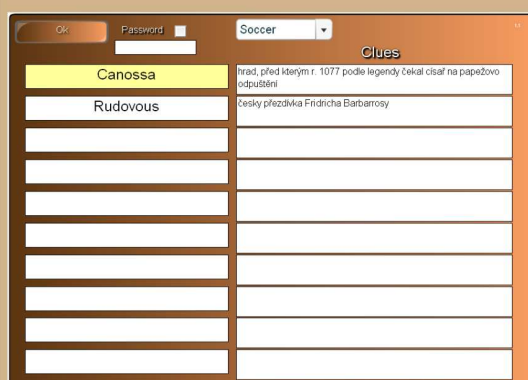 Ok
Password
Soccer
Clues
Canossa
hrad, před kterým r. 1077 podle legendy čekal císař na papežovo
odpuštění
Rudovous
česky přezdívka Fridricha Barbarrosy